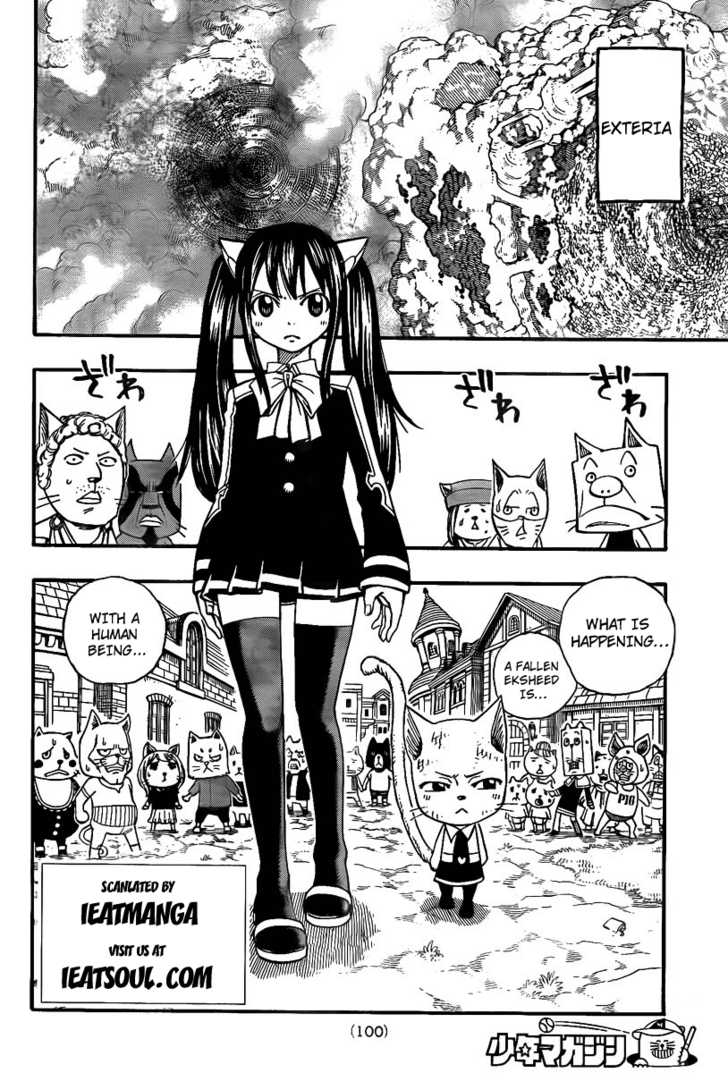 EXTERIA
ざわ
ざわ
ざわ
WHAT IS
HAPPENING...
A FALLEN
EKSHEED
IS...
WITH A
HUMAN
BEING...
PIG
SCANLATED BY
IEATMANGA
VISIT US AT
IEATSOUL.COM
(100)
少年マガジン